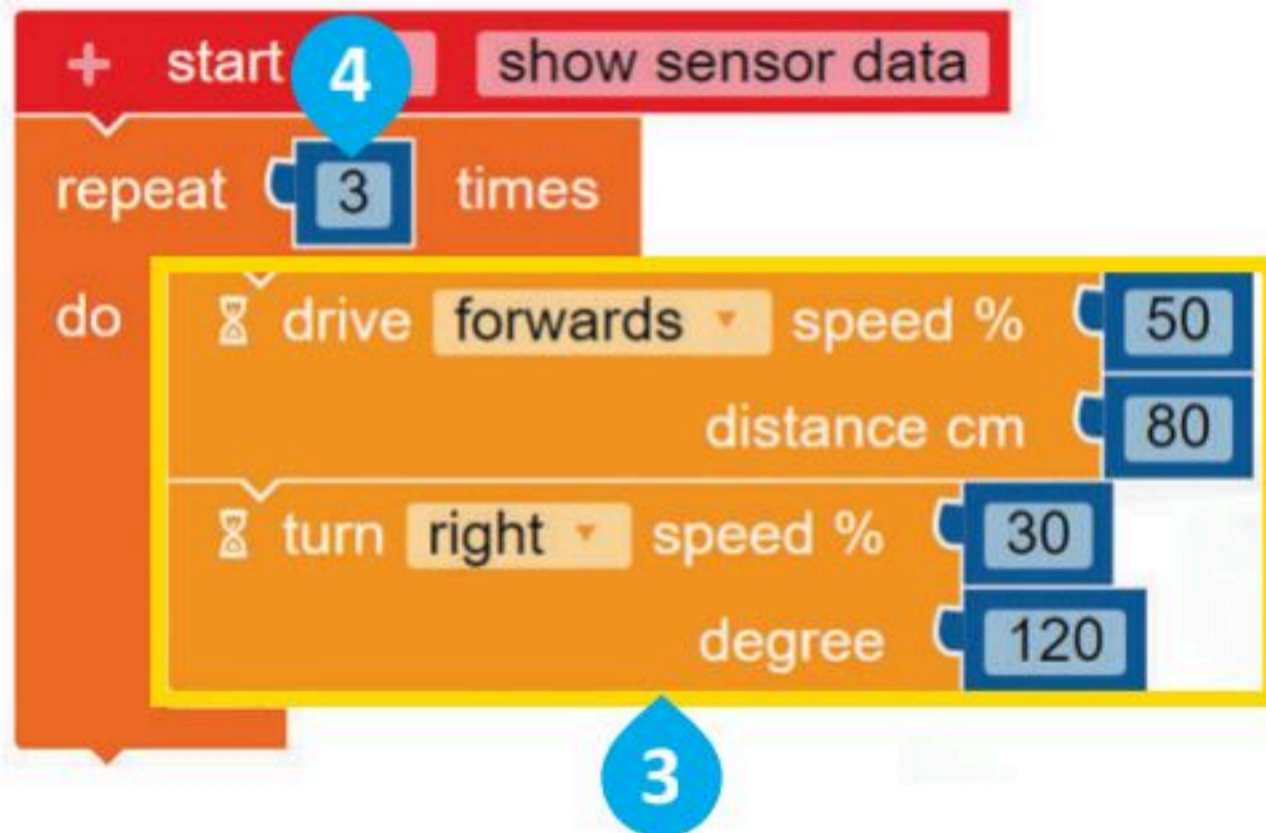 + start show sensor data
4
repeat 3 times
do drive forwards speed % 50
distance cm 80
turn right speed % 30
degree 120
3